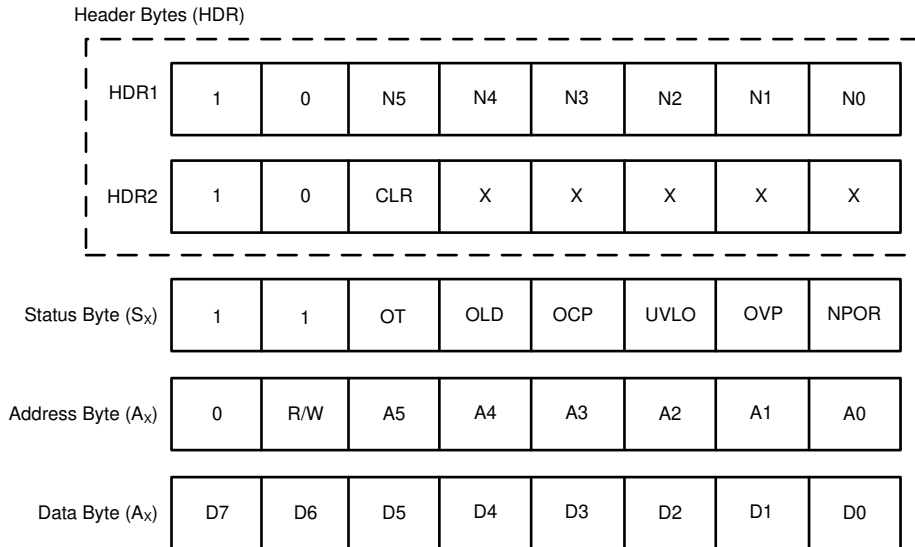 Header Bytes (HDR)
HDR1 1 0 N5 N4 N3 N2 N1 N0
HDR2 1 0 CLR X X X X X
Status Byte (SX) 1 1 OT OLD OCP UVLO OVP NPOR
Address Byte (AX) 0 R/W A5 A4 A3 A2 A1 A0
Data Byte (AX) D7 D6 D5 D4 D3 D2 D1 D0